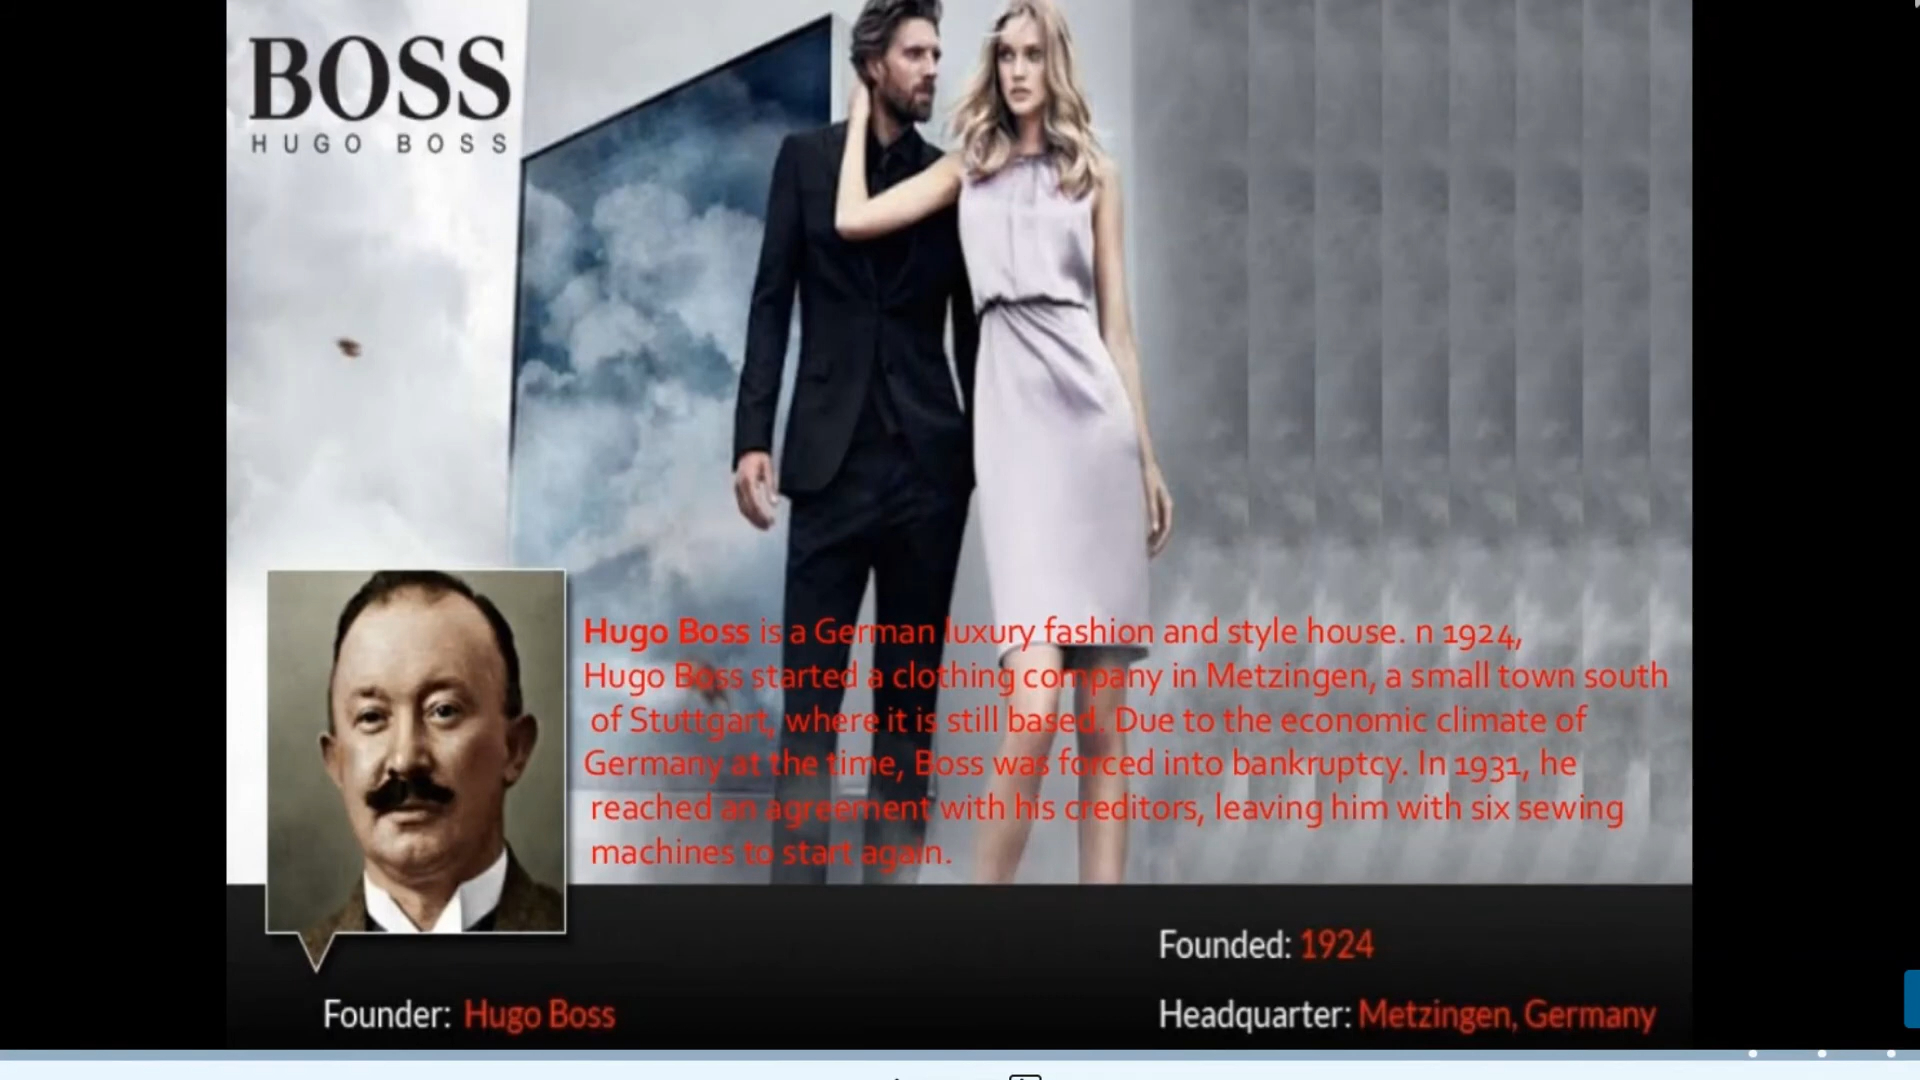 BOSS
HUGO BOSS
Hugo Boss is a German luxury fashion and style house. n 1924,
Hugo Boss started a clothing company in Metzingen, a small town south
of Stuttgart, where it is still based. Due to the economic climate of
Germany at the time, Boss was forced into bankruptcy. In 1931, he
reached an agreement with his creditors, leaving him with six sewing
machines to start again.
Founded: 1924
Founder: Hugo Boss
Headquarter: Metzingen, Germany